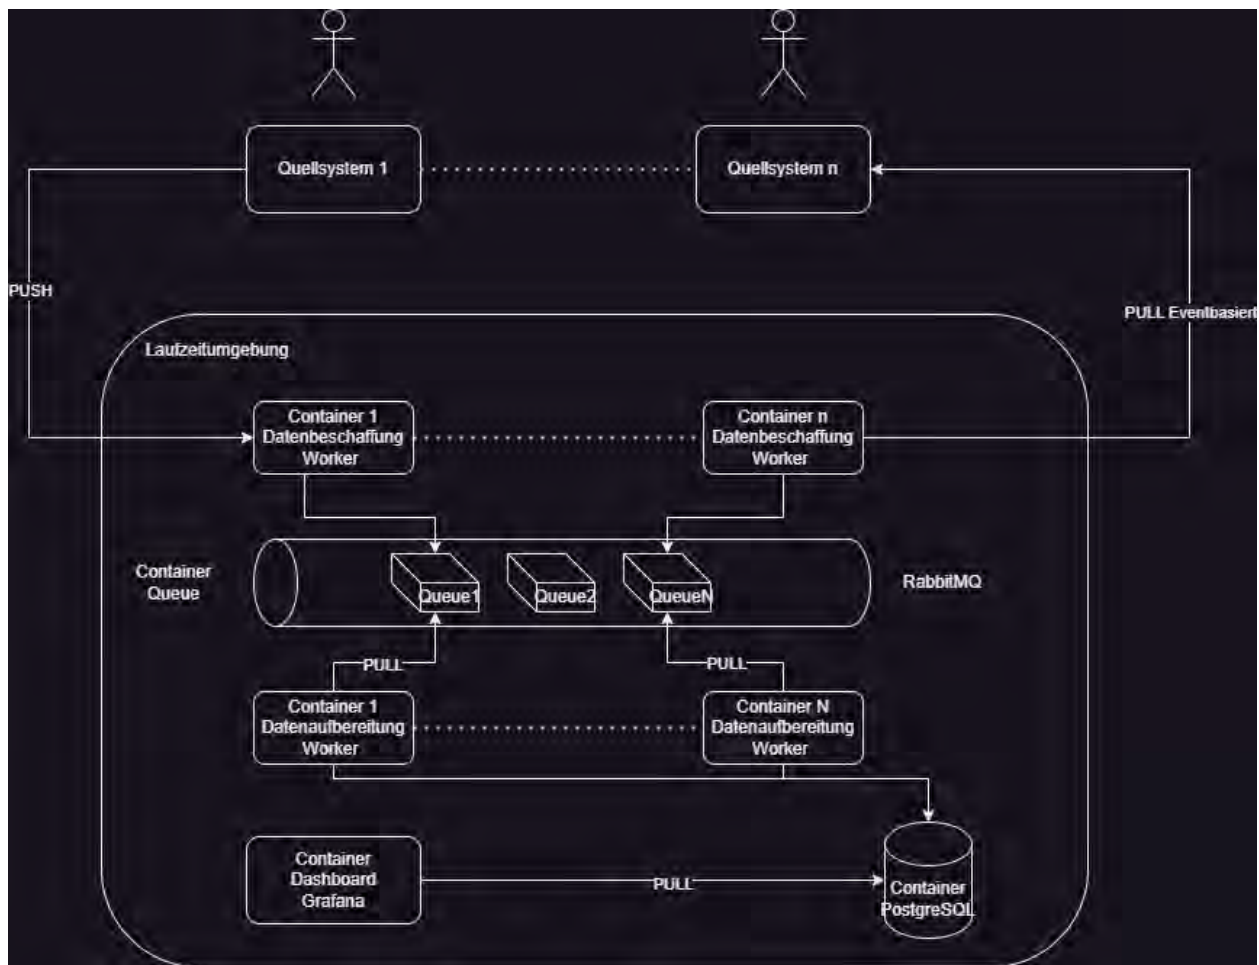 Quellsystem 1
Quellsystem n
PUSH
PULL Eventbasiert
Laufzeitumgebung
Container 1
Datenbeschaffung
Worker
Container n
Datenbeschaffung
Worker
Container
Queue
Queue1
Queue2
QueueN
RabbitMQ
PULL
PULL
Container 1
Datenaufbereitung
Worker
Container N
Datenaufbereitung
Worker
Container
Dashboard
Grafana
PULL
Container
PostgreSQL